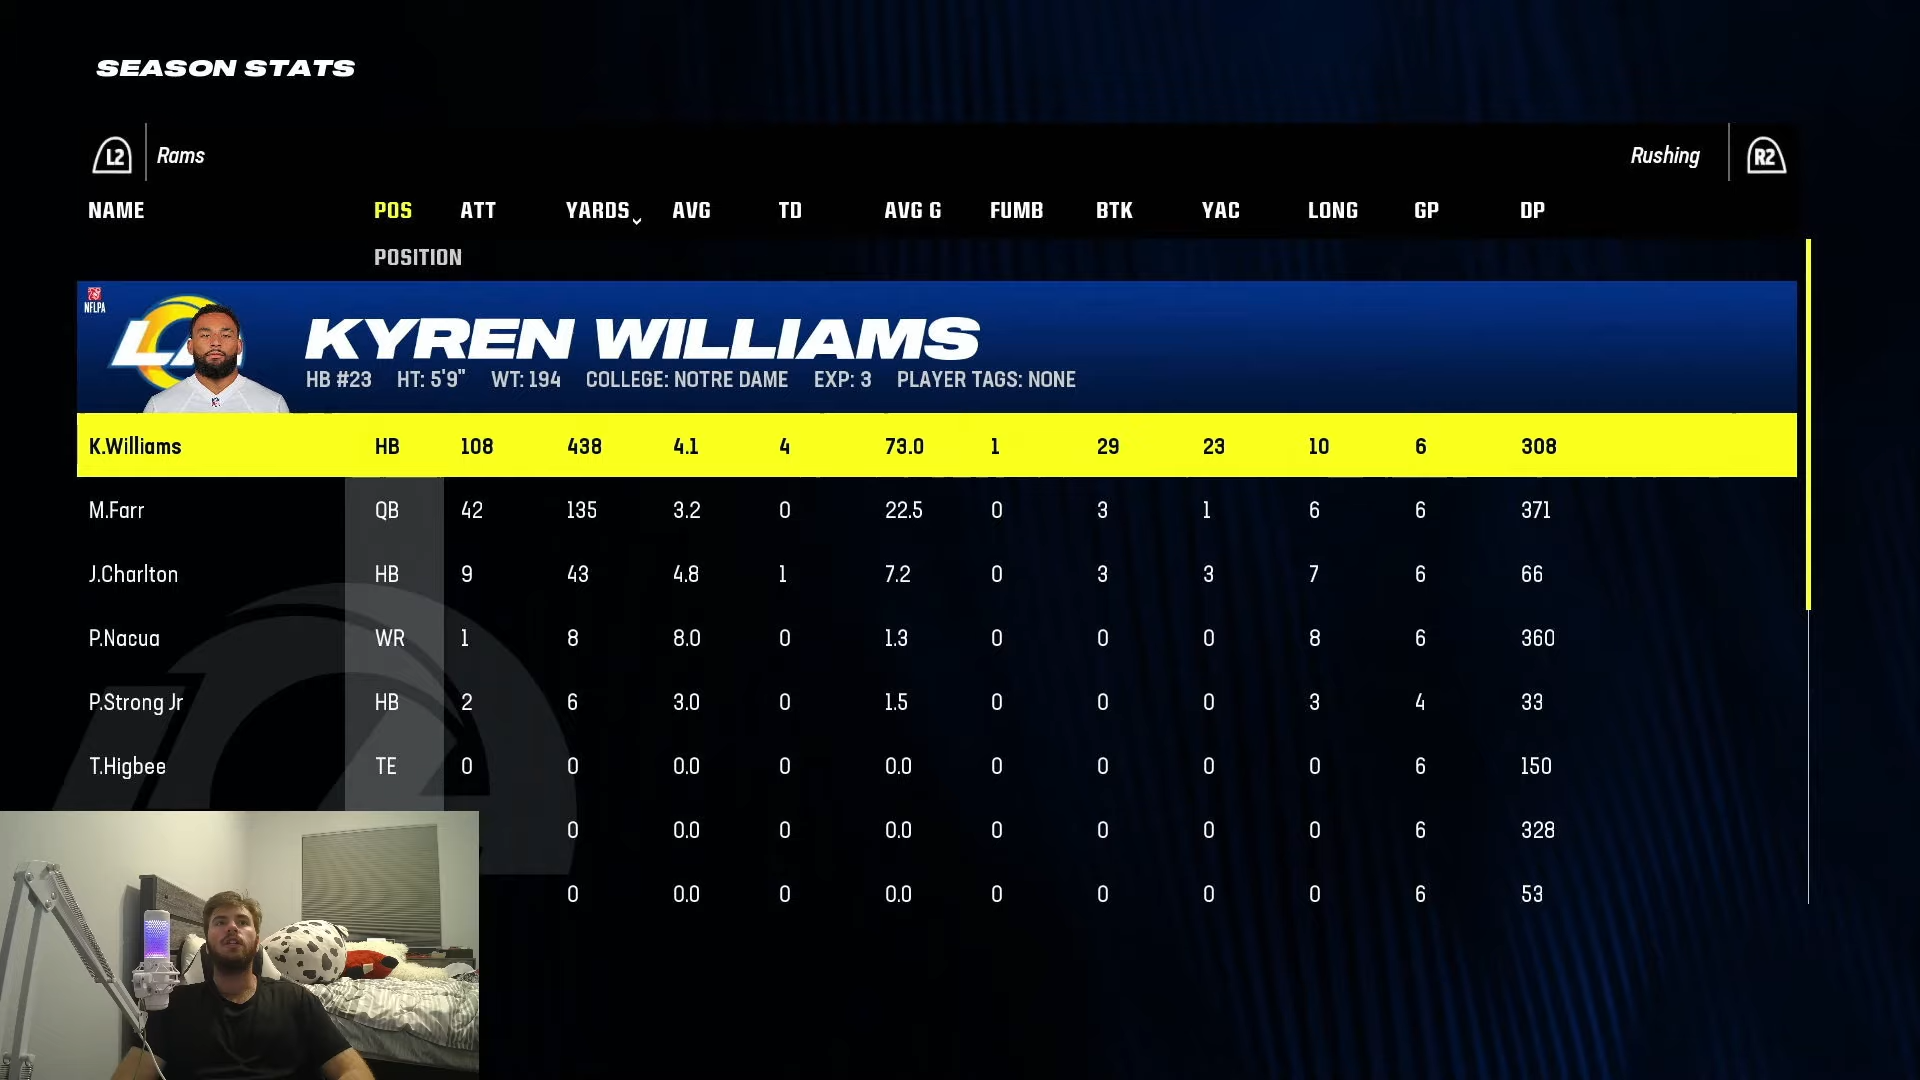 SEASON STATS
L2 Rams Rushing R2
NAME POS ATT YARDS AVG TD AVG G FUMB BTK YAC LONG GP DP
POSITION
NFLPA
LA
KYREN WILLIAMS
HB #23 HT: 5'9" WT: 194 COLLEGE: NOTRE DAME EXP: 3 PLAYER TAGS: NONE
K.Williams HB 108 438 4.1 4 73.0 1 29 23 10 6 308
M.Farr QB 42 135 3.2 0 22.5 0 3 1 6 6 371
J.Charlton HB 9 43 4.8 1 7.2 0 3 3 7 6 66
P.Nacua WR 1 8 8.0 0 1.3 0 0 0 8 6 360
P.Strong Jr HB 2 6 3.0 0 1.5 0 0 0 3 4 33
T.Higbee TE 0 0 0.0 0 0.0 0 0 0 0 6 150
0 0.0 0 0.0 0 0 0 0 6 328
0 0.0 0 0.0 0 0 0 0 6 53